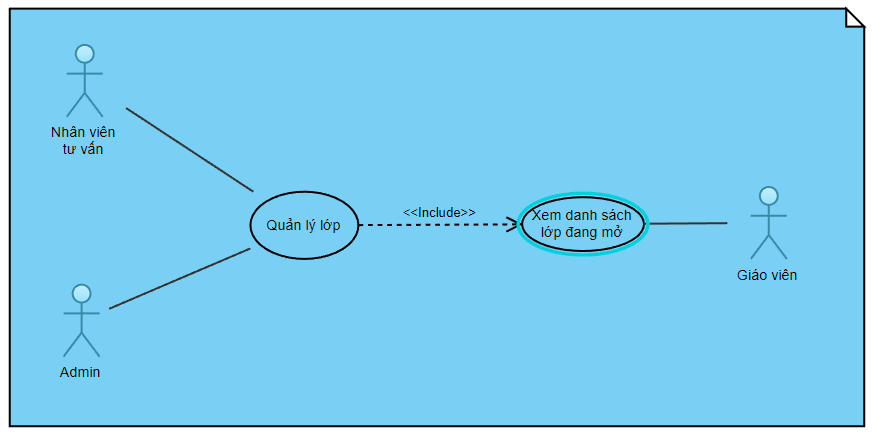 Nhân viên
tư vấn
Quản lý lớp
<<Include>>
Xem danh sách
lớp đang mở
Giáo viên
Admin